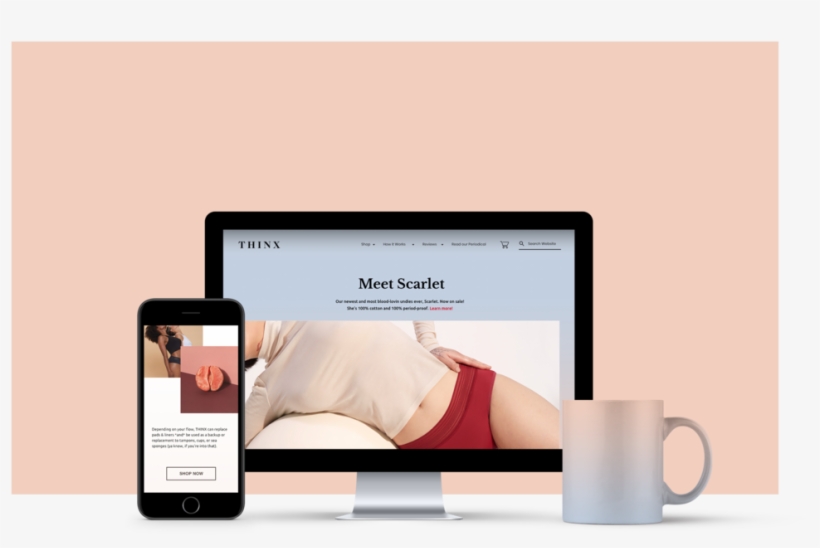 THINX
Shop
How it Works
Reviews
Read our Periodical
Search Website
Meet Scarlet
Our newest and most blood-lovin undies ever, Scarlet. Now on sale!
She's 100% cotton and 100% period-proof! Learn more!
Depending on your flow, THINX can replace
pads & liners *and* be used as a backup or
replacement to tampons, cups, or sea
sponges (ya know, if you're into that).
SHOP NOW